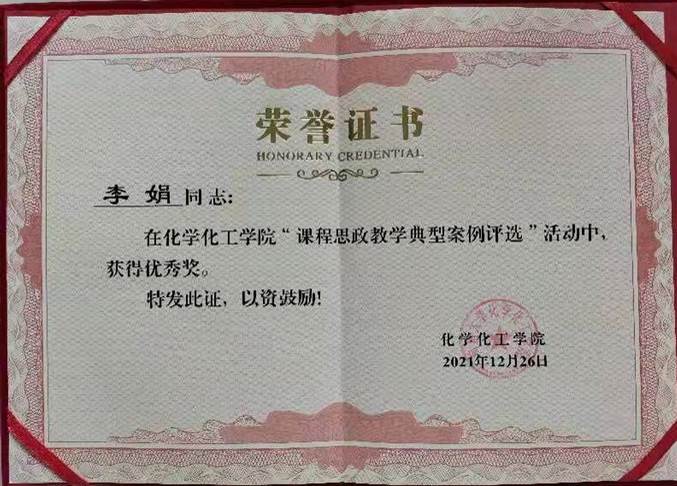 荣誉证书
HONORARY CREDENTIAL
李娟同志:
在化学化工学院“课程思政教学典型案例评选”活动中,
获得优秀奖。
特发此证,以资鼓励!
化学化工学院
2021年12月26日